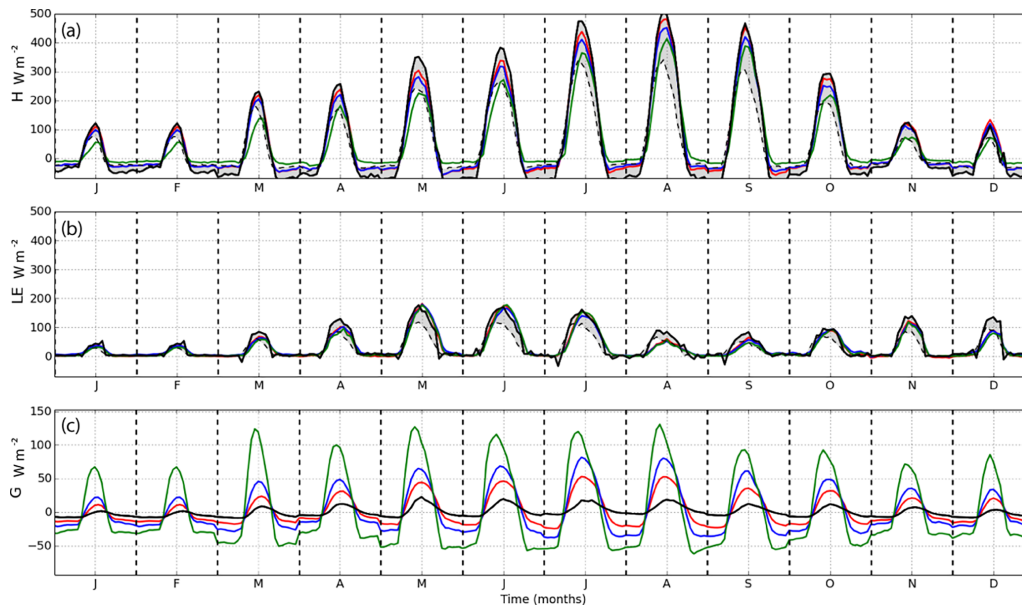 (a)
H W m⁻²
500
400
300
200
100
0
J F M A M J J A S O N D
(b)
LE W m⁻²
500
400
300
200
100
0
J F M A M J J A S O N D
(c)
G W m⁻²
150
100
50
0
−50
J F M A M J J A S O N D
Time (months)